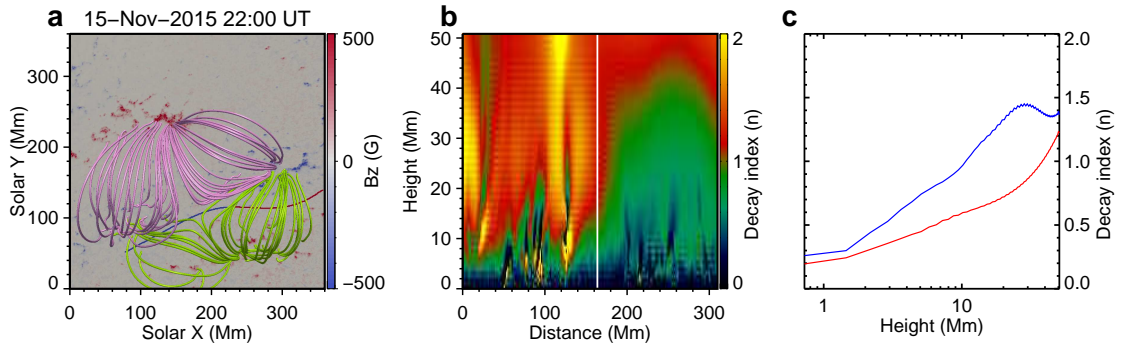 a 15−Nov−2015 22:00 UT
Solar Y (Mm)
0
100
200
300
0 100 200 300
Solar X (Mm)
500
0
−500
Bz (G)
b
Height (Mm)
50
40
30
20
10
0
0 100 200 300
Distance (Mm)
2
1
0
Decay index (n)
c
2.0
1.5
1.0
0.5
0.0
Decay index (n)
1 10
Height (Mm)